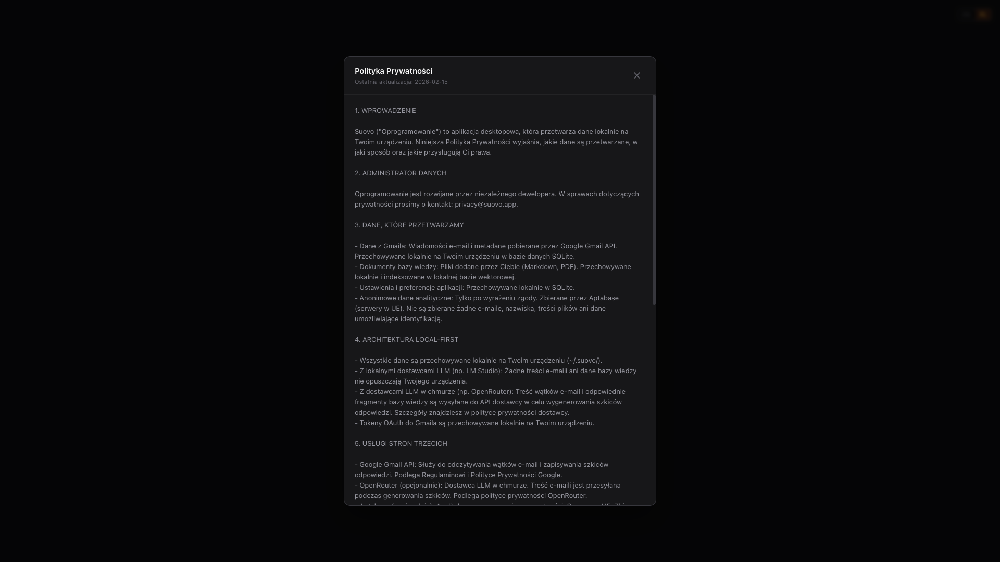 Polityka Prywatności
Ostatnia aktualizacja: 2026-02-15
1. WPROWADZENIE
Suovo ("Oprogramowanie") to aplikacja desktopowa, która przetwarza dane lokalnie na
Twoim urządzeniu. Niniejsza Polityka Prywatności wyjaśnia, jakie dane są przetwarzane, w
jaki sposób oraz jakie przysługują Ci prawa.
2. ADMINISTRATOR DANYCH
Oprogramowanie jest rozwijane przez niezależnego dewelopera. W sprawach dotyczących
prywatności prosimy o kontakt: privacy@suovo.app.
3. DANE, KTÓRE PRZETWARZAMY
- Dane z Gmaila: Wiadomości e-mail i metadane pobierane przez Google Gmail API.
Przechowywane lokalnie na Twoim urządzeniu w bazie danych SQLite.
- Dokumenty bazy wiedzy: Pliki dodane przez Ciebie (Markdown, PDF). Przechowywane
lokalnie i indeksowane w lokalnej bazie wektorowej.
- Ustawienia i preferencje aplikacji: Przechowywane lokalnie w SQLite.
- Anonimowe dane analityczne: Tylko po wyrażeniu zgody. Zbierane przez Aptabase
(serwery w UE). Nie są zbierane żadne e-maile, nazwiska, treści plików ani dane
umożliwiające identyfikację.
4. ARCHITEKTURA LOCAL-FIRST
- Wszystkie dane są przechowywane lokalnie na Twoim urządzeniu (~/.suovo/).
- Z lokalnymi dostawcami LLM (np. LM Studio): Żadne treści e-maili ani dane bazy wiedzy
nie opuszczają Twojego urządzenia.
- Z dostawcami LLM w chmurze (np. OpenRouter): Treść wątków e-mail i odpowiednie
fragmenty bazy wiedzy są wysyłane do API dostawcy w celu wygenerowania szkiców
odpowiedzi. Szczegóły znajdziesz w polityce prywatności dostawcy.
- Tokeny OAuth do Gmaila są przechowywane lokalnie na Twoim urządzeniu.
5. USŁUGI STRON TRZECICH
- Google Gmail API: Służy do odczytywania wątków e-mail i zapisywania szkiców
odpowiedzi. Podlega Regulaminowi i Polityce Prywatności Google.
- OpenRouter (opcjonalnie): Dostawca LLM w chmurze. Treść e-maili jest przesyłana
podczas generowania szkiców. Podlega polityce prywatności OpenRouter.
- Aptabase (opcjonalnie): Analityka z poszanowaniem prywatności. Serwery w UE. Zbiera